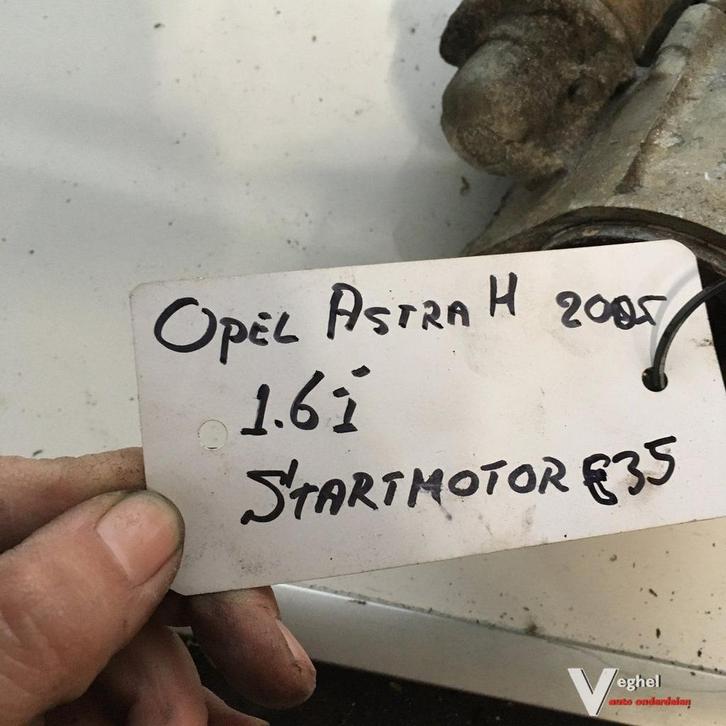 OPEL ASTRA H 2005
1.6i
STARTMOTOR €35
Veghel
auto onderdelen